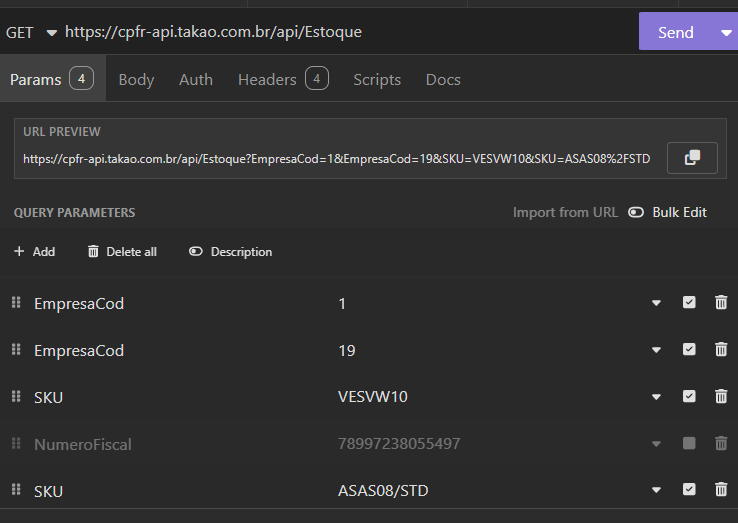 GET https://cpfr-api.takao.com.br/api/Estoque Send
Params 4 Body Auth Headers 4 Scripts Docs
URL PREVIEW
https://cpfr-api.takao.com.br/api/Estoque?EmpresaCod=1&EmpresaCod=19&SKU=VESVW10&SKU=ASAS08%2FSTD
QUERY PARAMETERS Import from URL Bulk Edit
+ Add Delete all Description
EmpresaCod 1
EmpresaCod 19
SKU VESVW10
NumeroFiscal 78997238055497
SKU ASAS08/STD